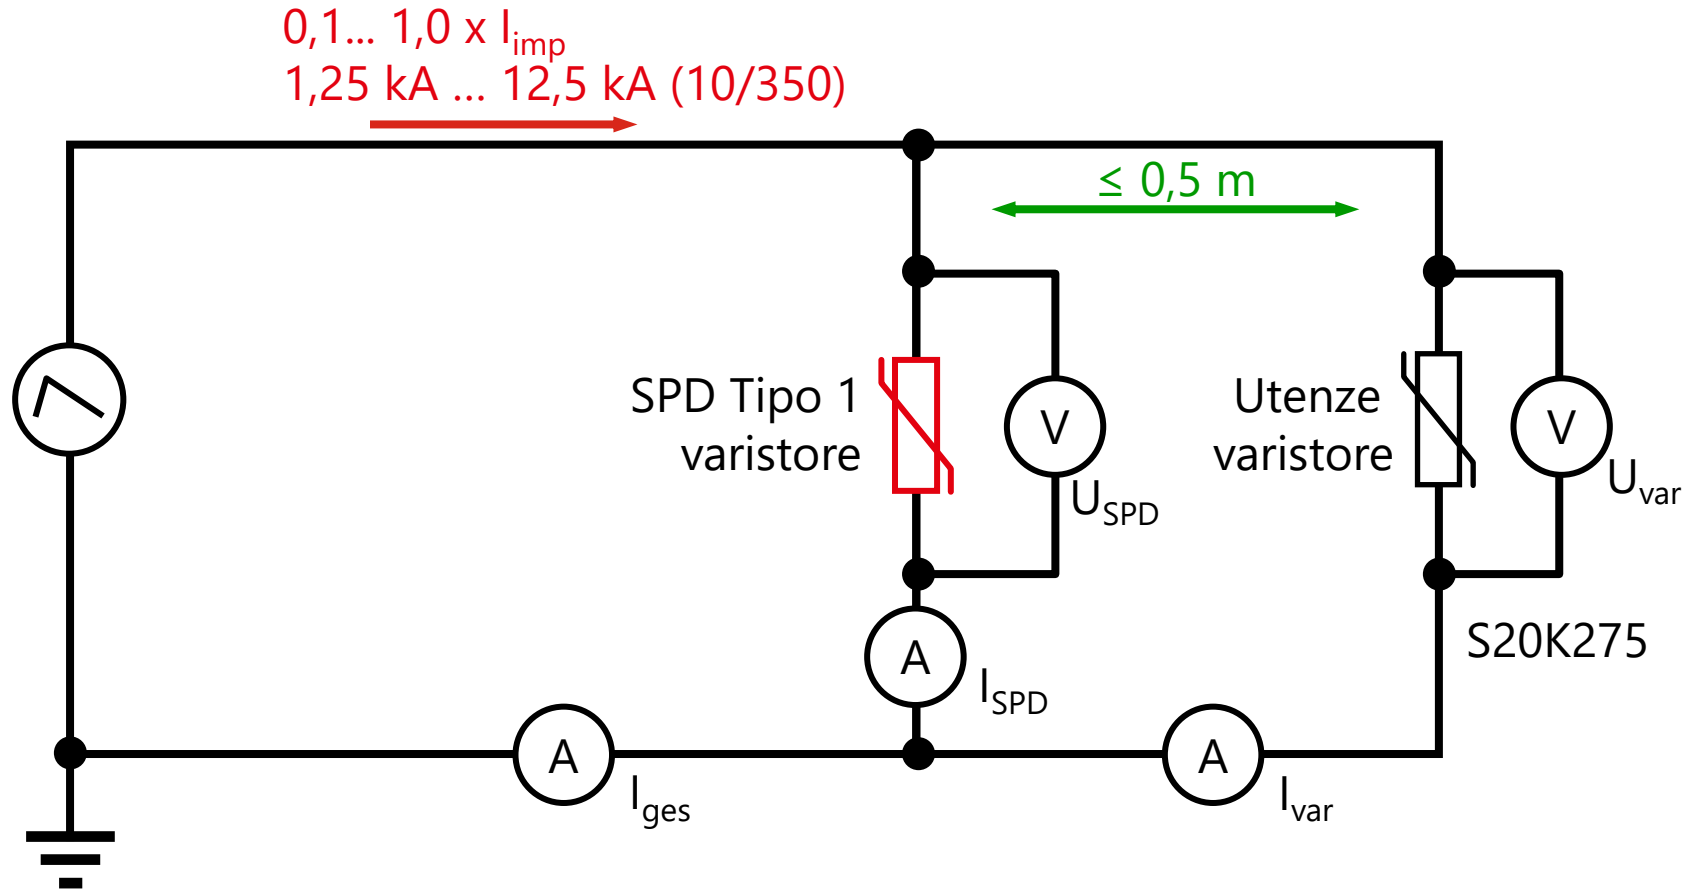 0,1... 1,0 x Iimp
1,25 kA ... 12,5 kA (10/350)
≤ 0,5 m
SPD Tipo 1
varistore
V
USPD
Utenze
varistore
V
Uvar
A
ISPD
S20K275
A
Iges
A
Ivar